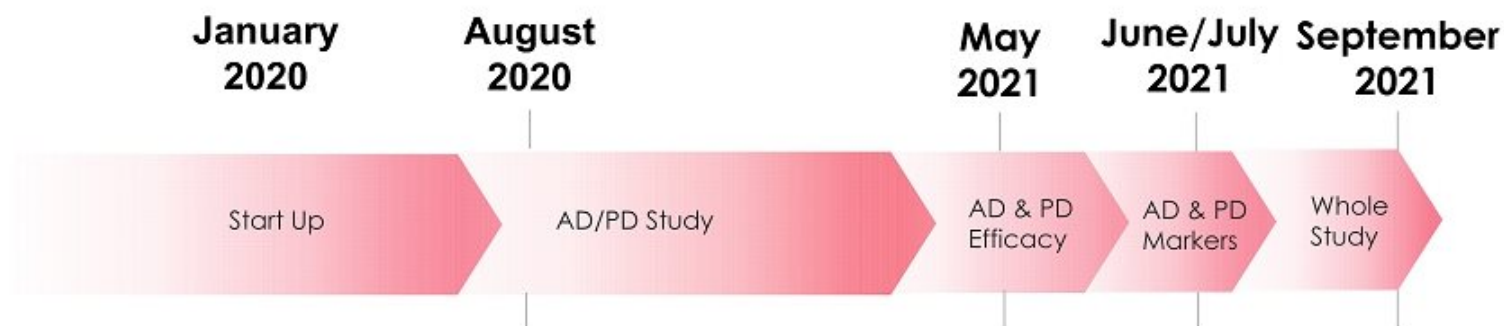 January
2020
August
2020
May
2021
June/July
2021
September
2021
Start Up
AD/PD Study
AD & PD
Efficacy
AD & PD
Markers
Whole
Study